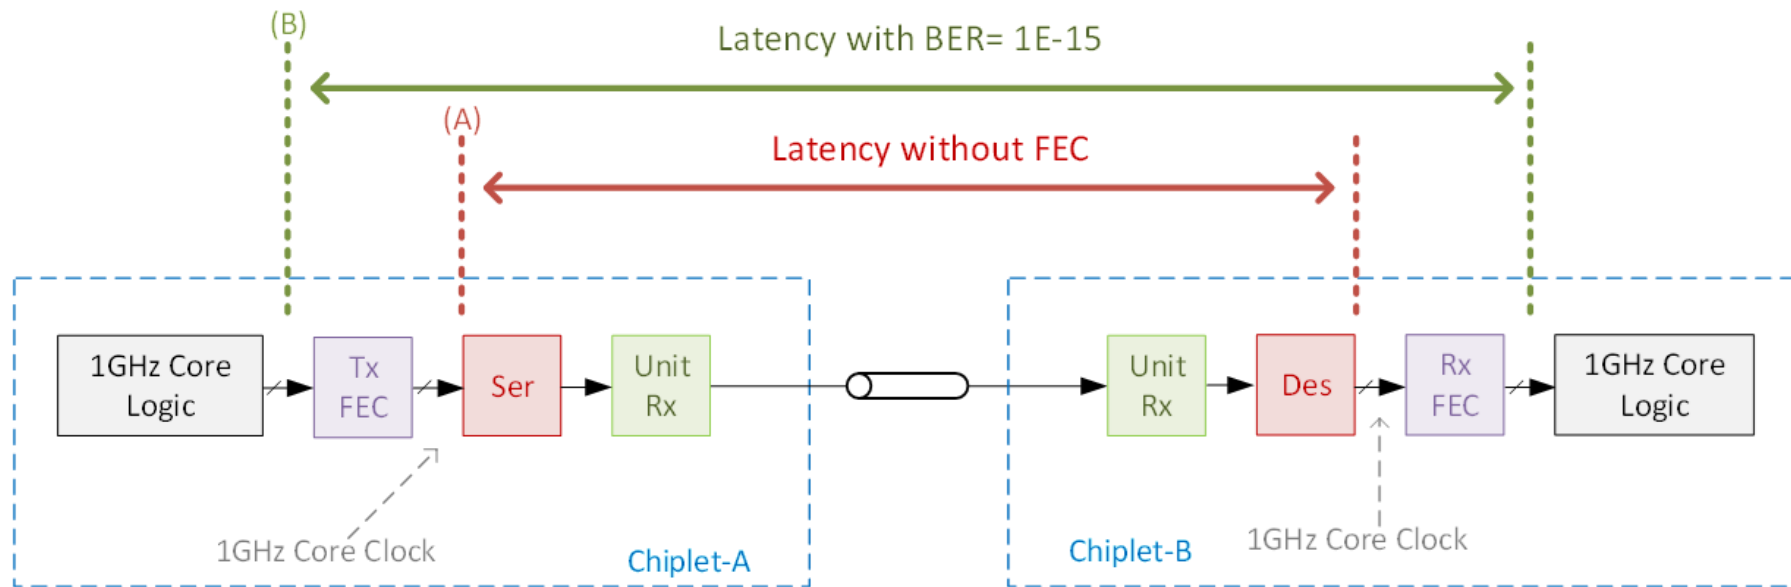 (B)
Latency with BER= 1E-15
(A)
Latency without FEC
1GHz Core
Logic
Tx
FEC
Ser
Unit
Rx
Unit
Rx
Des
Rx
FEC
1GHz Core
Logic
1GHz Core Clock
Chiplet-A
Chiplet-B
1GHz Core Clock